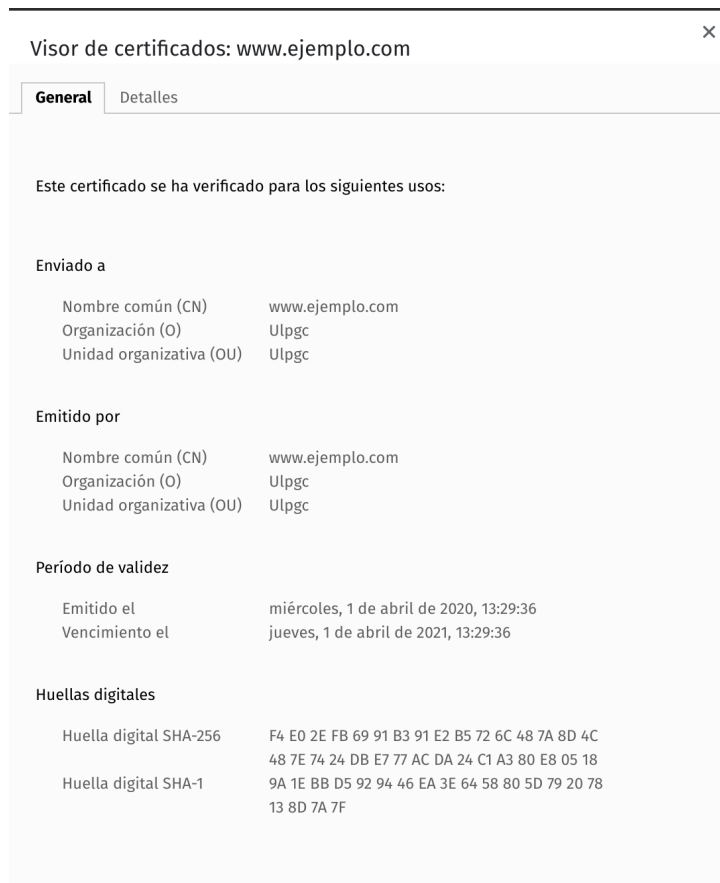 Visor de certificados: www.ejemplo.com
General Detalles
Este certificado se ha verificado para los siguientes usos:
Enviado a
Nombre común (CN) www.ejemplo.com
Organización (O) Ulpgc
Unidad organizativa (OU) Ulpgc
Emitido por
Nombre común (CN) www.ejemplo.com
Organización (O) Ulpgc
Unidad organizativa (OU) Ulpgc
Período de validez
Emitido el miércoles, 1 de abril de 2020, 13:29:36
Vencimiento el jueves, 1 de abril de 2021, 13:29:36
Huellas digitales
Huella digital SHA-256 F4 E0 2E FB 69 91 B3 91 E2 B5 72 6C 48 7A 8D 4C
48 7E 74 24 DB E7 77 AC DA 24 C1 A3 80 E8 05 18
Huella digital SHA-1 9A 1E BB D5 92 94 46 EA 3E 64 58 80 5D 79 20 78
13 8D 7A 7F